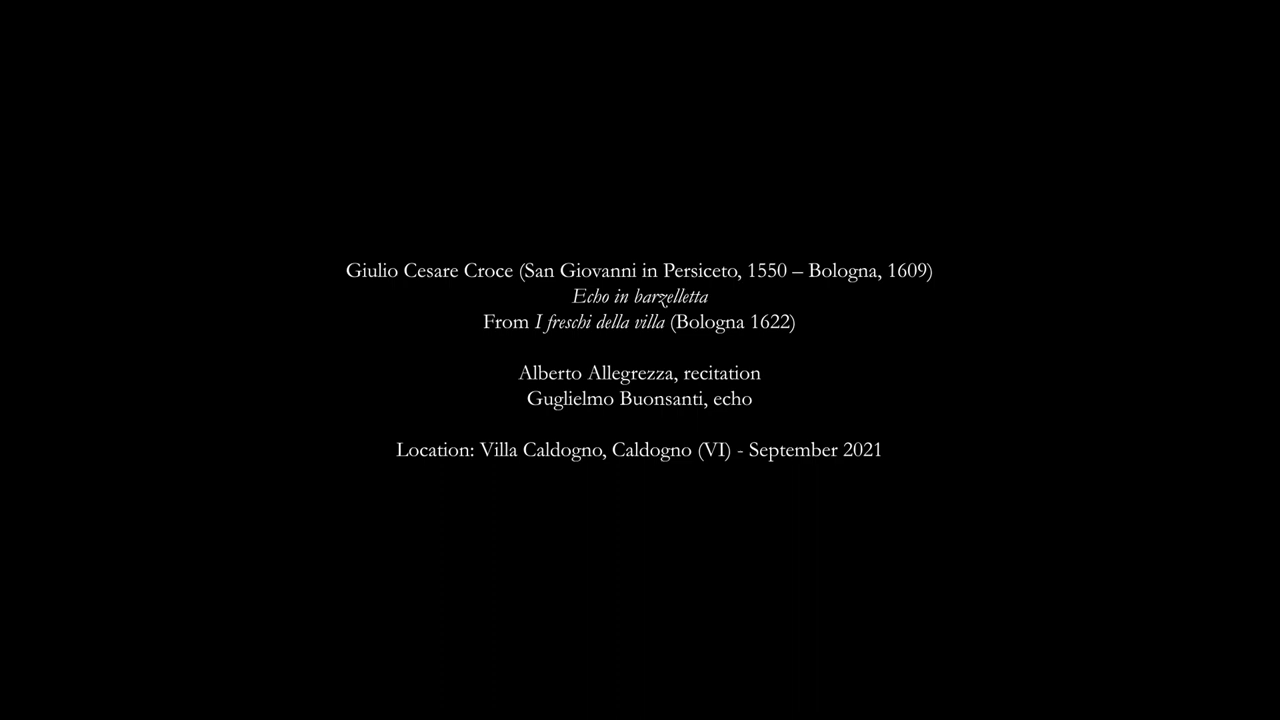 Giulio Cesare Croce (San Giovanni in Persiceto, 1550 – Bologna, 1609)
Echo in barzelletta
From I freschi della villa (Bologna 1622)
Alberto Allegrezza, recitation
Guglielmo Buonsanti, echo
Location: Villa Caldogno, Caldogno (VI) - September 2021